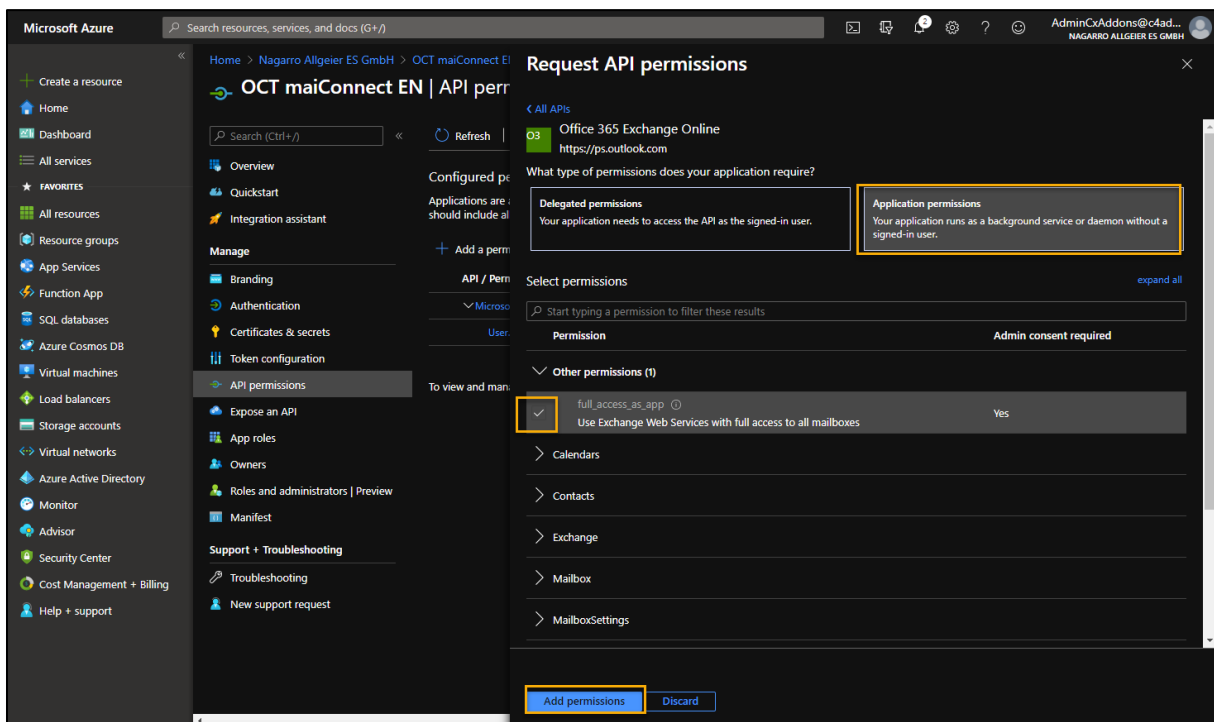 Microsoft Azure
Search resources, services, and docs (G+/)
2
AdminCxAddons@c4ad...
NAGARRO ALLGEIER ES GMBH
«
Create a resource
Home
Dashboard
All services
FAVORITES
All resources
Resource groups
App Services
Function App
SQL databases
Azure Cosmos DB
Virtual machines
Load balancers
Storage accounts
Virtual networks
Azure Active Directory
Monitor
Advisor
Security Center
Cost Management + Billing
Help + support
Home > Nagarro Allgeier ES GmbH > OCT maiConnect E
OCT maiConnect EN | API perr
Search (Ctrl+/)
«
Overview
Quickstart
Integration assistant
Manage
Branding
Authentication
Certificates & secrets
Token configuration
API permissions
Expose an API
App roles
Owners
Roles and administrators | Preview
Manifest
Support + Troubleshooting
Troubleshooting
New support request
Refresh
Configured pe
Applications are
should include al
Add a perm
API / Perm
Microso
User.
To view and man
Request API permissions
All APIs
O3
Office 365 Exchange Online
https://ps.outlook.com
What type of permissions does your application require?
Delegated permissions
Your application needs to access the API as the signed-in user.
Application permissions
Your application runs as a background service or daemon without a
signed-in user.
Select permissions
expand all
Start typing a permission to filter these results
Permission
Admin consent required
Other permissions (1)
full_access_as_app
Use Exchange Web Services with full access to all mailboxes
Yes
Calendars
Contacts
Exchange
Mailbox
MailboxSettings
Add permissions
Discard